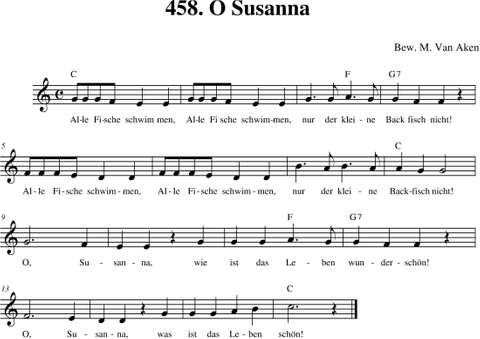 458. O Susanna
Bew. M. Van Aken
C F G7
Al-le Fi-sche schwim men, Al-le Fi sche schwim-men, nur der klei - ne Back fisch nicht!
5 C
Al-le Fi-sche schwim-men, Al-le Fi-sche schwim-men, nur der klei - ne Back-fisch nicht!
9 F G7
O, Su - san - na, wie ist das Le - ben wun - der - schön!
13 C
O, Su - san - na, was ist das Le - ben schön!